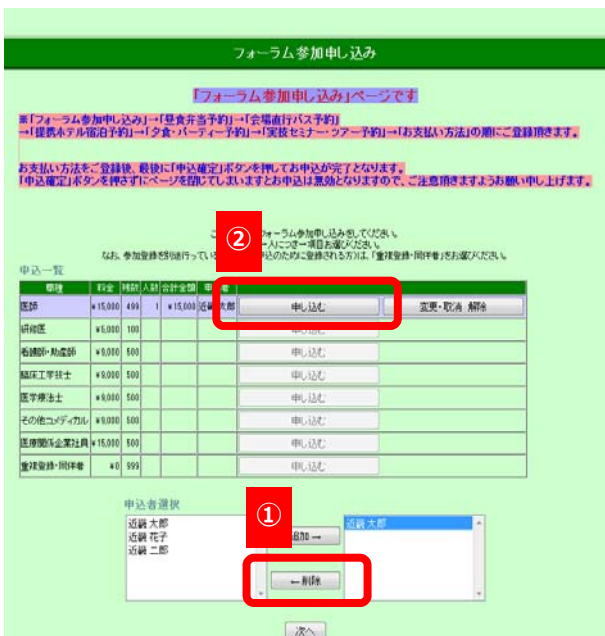 フォーラム参加申し込み
「フォーラム参加申し込み」ページです
※「フォーラム参加申し込み」→「昼食弁当予約」→「会場直行バス予約」
→「提携ホテル宿泊予約」→「夕食・パーティー予約」→「実技セミナー・ツアー予約」→「お支払い方法」の順にご登録頂きます。
お支払い方法をご登録後、最後に「申込確定」ボタンを押してお申込が完了となります。
「申込確定」ボタンを押さずにページを閉じてしまいますとお申込は無効となりますので、ご注意頂きますようお願い申し上げます。
②
フォーラム参加申し込みをしてください。
一人につき一項目お選びください。
なお、参加登録を別途行っている 申込のために登録される方)は、「重複登録・同伴者」をお選びください。
申込一覧
職種 料金 残数 人数 合計金額 申 者
医師 ¥15,000 499 1 ¥15,000 近畿 太郎 申し込む 変更・取消 解除
研修医 ¥5,000 100 申し込む
看護師・助産師 ¥9,000 500 申し込む
臨床工学技士 ¥9,000 500 申し込む
医学療法士 ¥9,000 500 申し込む
その他コメディカル ¥9,000 500 申し込む
医療関係企業社員 ¥15,000 500 申し込む
重複登録・同伴者 ¥0 999 申し込む
申込者選択
①
近畿 太郎
近畿 花子
近畿 二郎
追加 →
近畿 太郎
← 削除
次へ